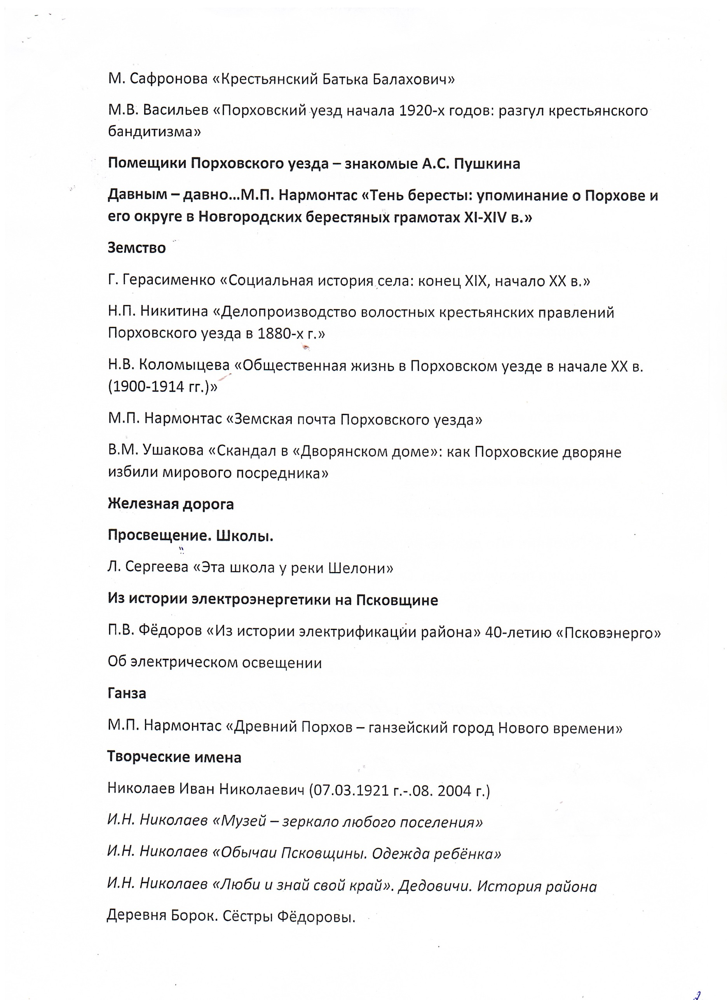 М. Сафронова «Крестьянский Батька Балахович»
М.В. Васильев «Порховский уезд начала 1920-х годов: разгул крестьянского
бандитизма»
Помещики Порховского уезда – знакомые А.С. Пушкина
Давным – давно...М.П. Нармонтас «Тень бересты: упоминание о Порхове и
его округе в Новгородских берестяных грамотах XI-XIV в.»
Земство
Г. Герасименко «Социальная история села: конец XIX, начало XX в.»
Н.П. Никитина «Делопроизводство волостных крестьянских правлений
Порховского уезда в 1880-х г.»
Н.В. Коломыцева «Общественная жизнь в Порховском уезде в начале XX в.
(1900-1914 гг.)»
М.П. Нармонтас «Земская почта Порховского уезда»
В.М. Ушакова «Скандал в «Дворянском доме»: как Порховские дворяне
избили мирового посредника»
Железная дорога
Просвещение. Школы.
Л. Сергеева «Эта школа у реки Шелони»
Из истории электроэнергетики на Псковщине
П.В. Фёдоров «Из истории электрификации района» 40-летию «Псковэнерго»
Об электрическом освещении
Ганза
М.П. Нармонтас «Древний Порхов – ганзейский город Нового времени»
Творческие имена
Николаев Иван Николаевич (07.03.1921 г.-.08. 2004 г.)
И.Н. Николаев «Музей – зеркало любого поселения»
И.Н. Николаев «Обычаи Псковщины. Одежда ребёнка»
И.Н. Николаев «Люби и знай свой край». Дедовичи. История района
Деревня Борок. Сёстры Фёдоровы.